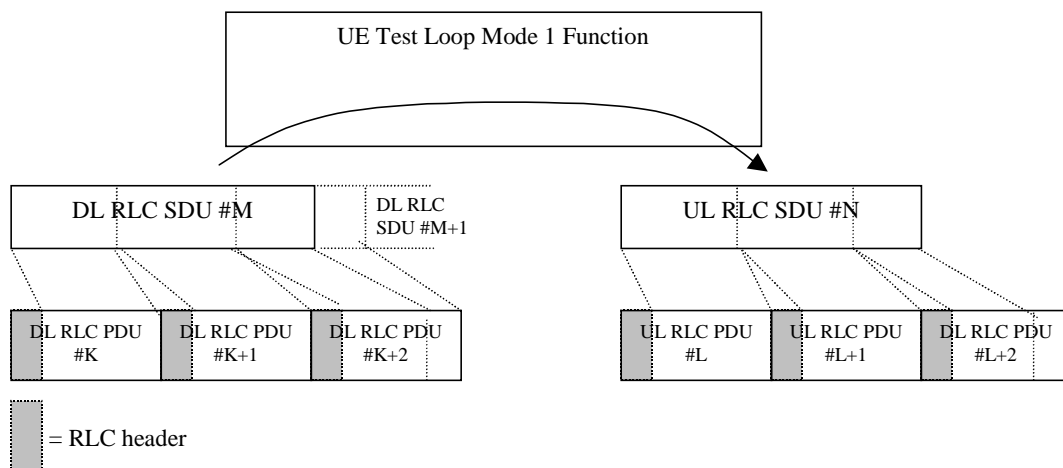 UE Test Loop Mode 1 Function
DL RLC SDU #M
DL RLC
SDU #M+1
UL RLC SDU #N
DL RLC PDU
#K
DL RLC PDU
#K+1
DL RLC PDU
#K+2
UL RLC PDU
#L
UL RLC PDU
#L+1
DL RLC PDU
#L+2
= RLC header